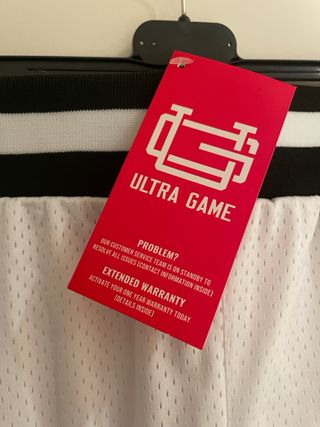 ULTRA GAME
PROBLEM?
OUR CUSTOMER SERVICE TEAM IS ON STANDBY TO
RESOLVE ALL ISSUES (CONTACT INFORMATION INSIDE)
EXTENDED WARRANTY
ACTIVATE YOUR ONE YEAR WARRANTY TODAY
(DETAILS INSIDE)